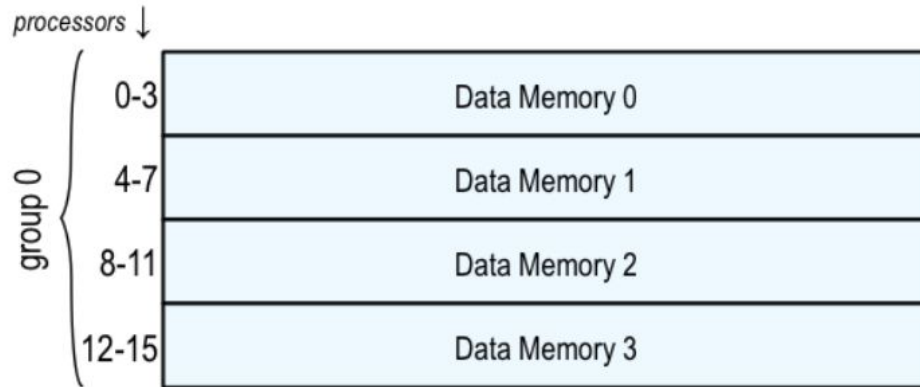 processors ↓
0-3 Data Memory 0
4-7 Data Memory 1
group 0
8-11 Data Memory 2
12-15 Data Memory 3